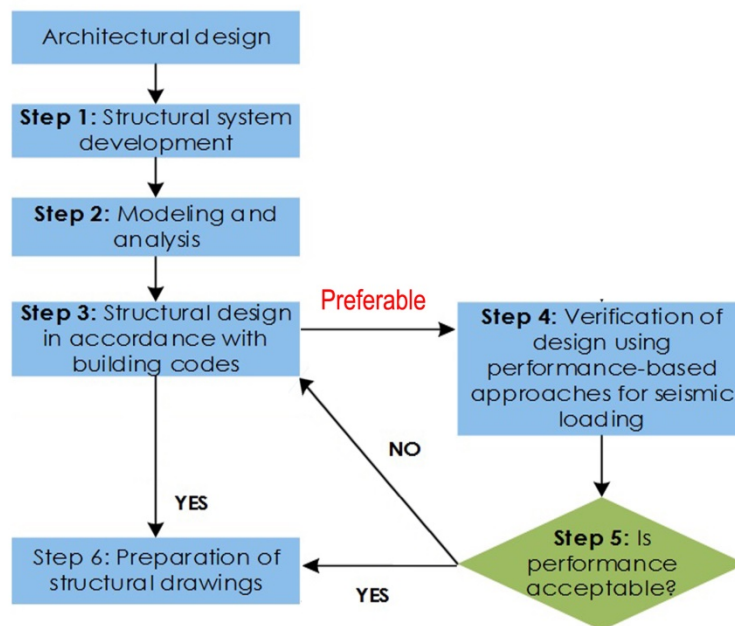 Architectural design
Step 1: Structural system
development
Step 2: Modeling and
analysis
Step 3: Structural design
in accordance with
building codes
Preferable
Step 4: Verification of
design using
performance-based
approaches for seismic
loading
NO
YES
Step 5: Is
performance
acceptable?
YES
Step 6: Preparation of
structural drawings